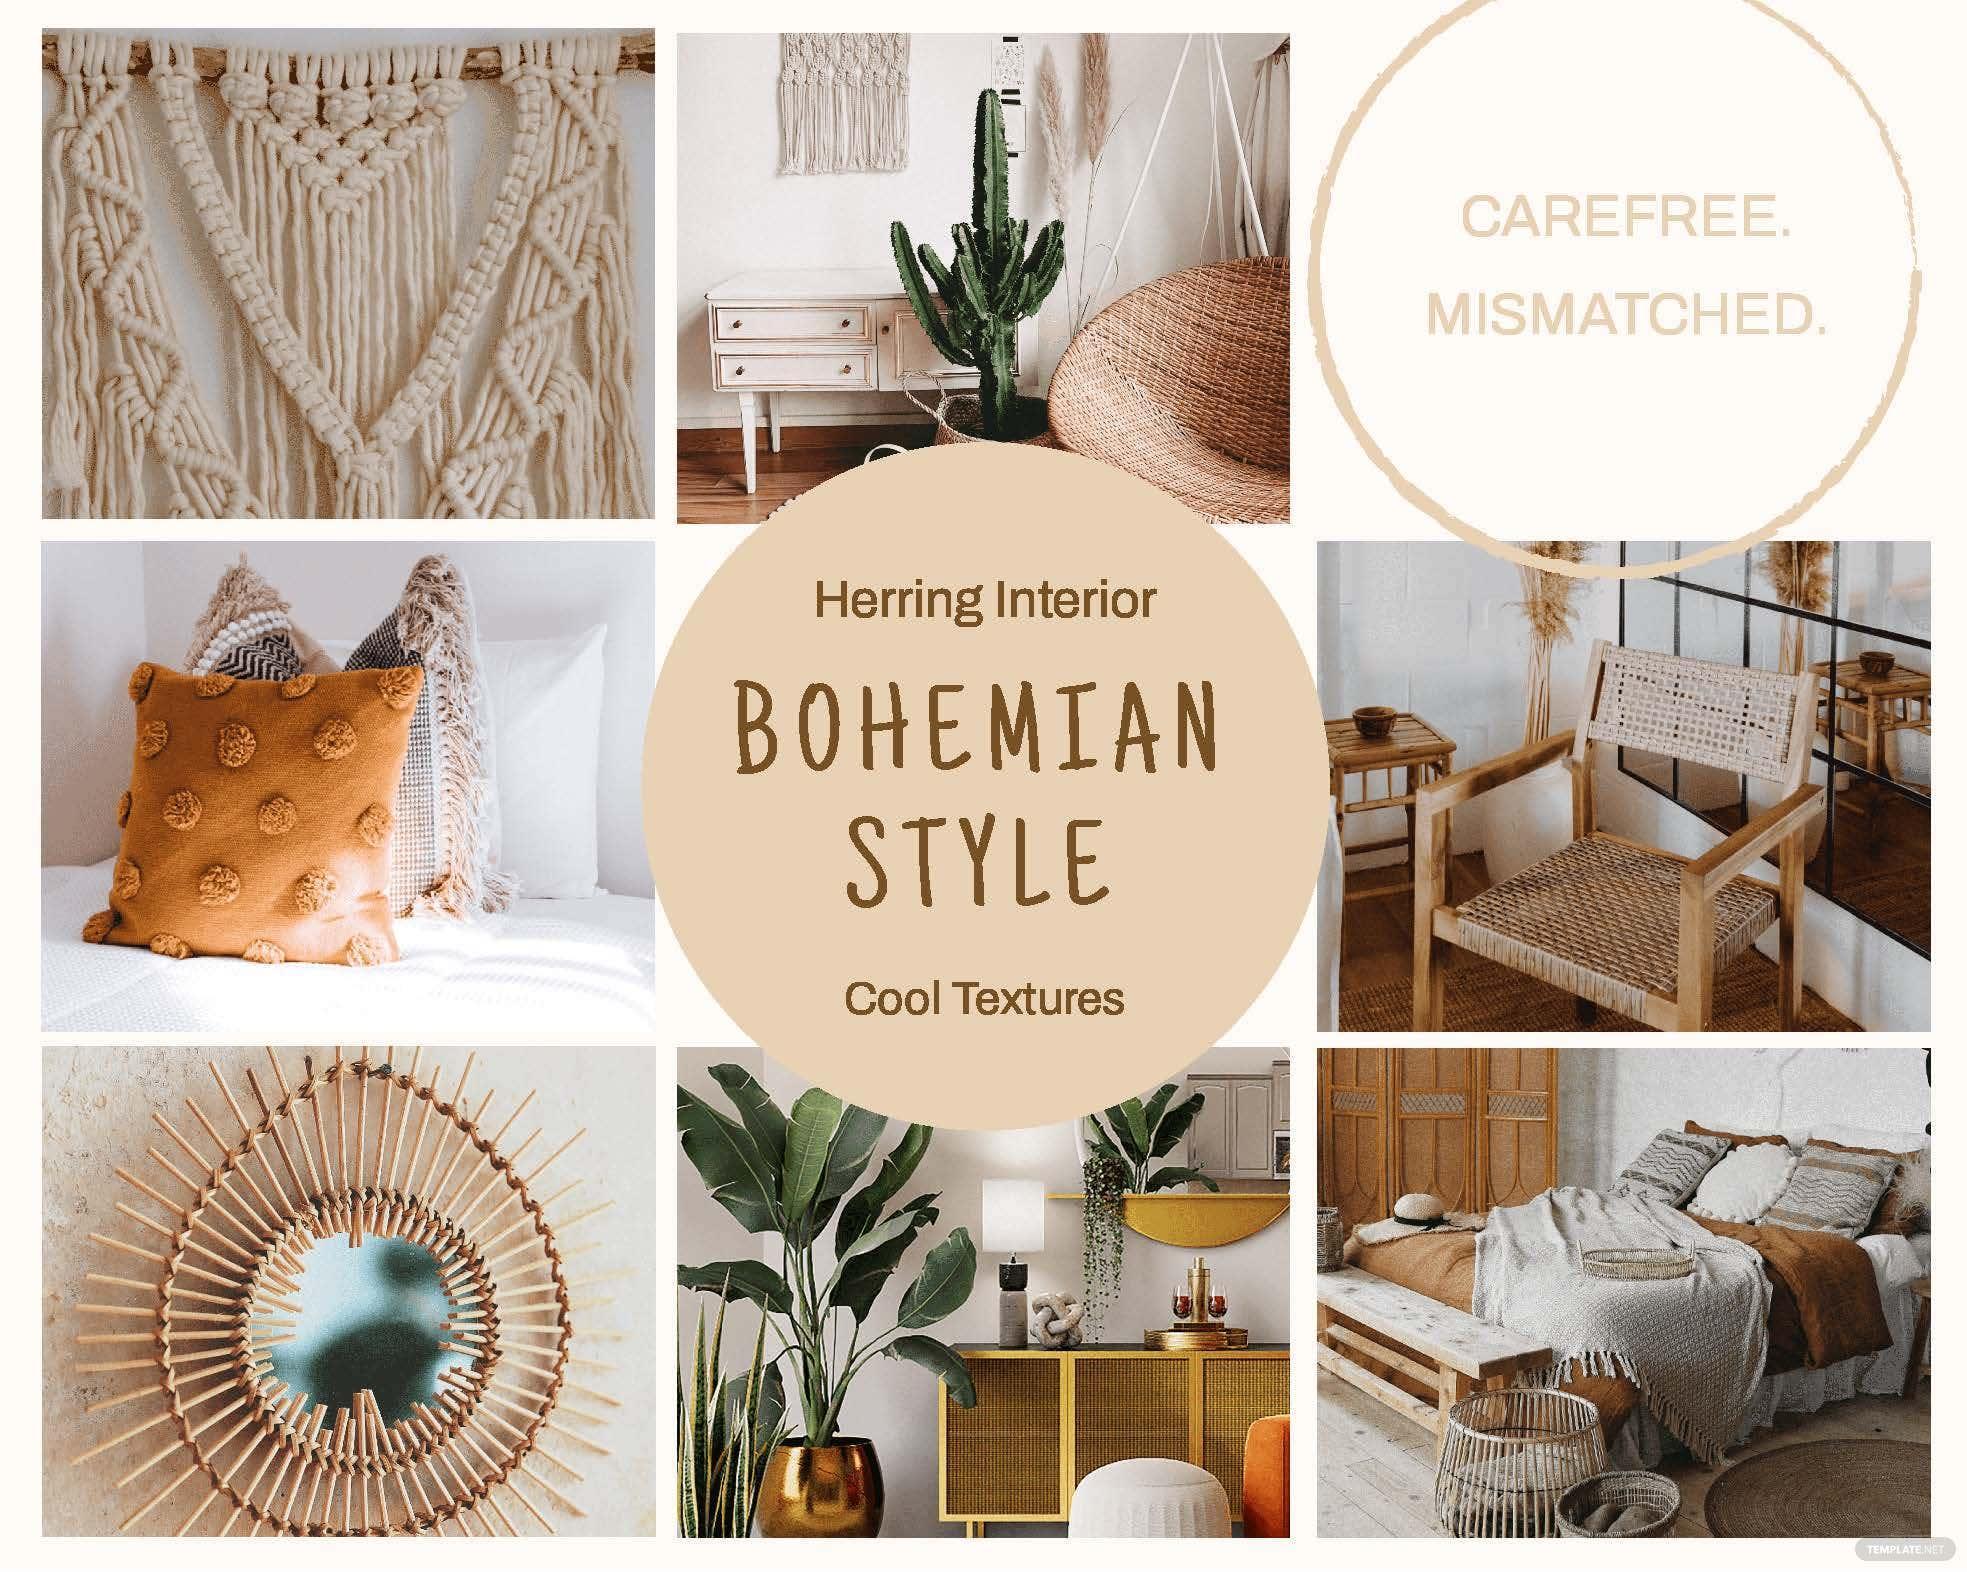 CAREFREE.
MISMATCHED.
Herring Interior
BOHEMIAN
STYLE
Cool Textures
TEMPLATE.NET